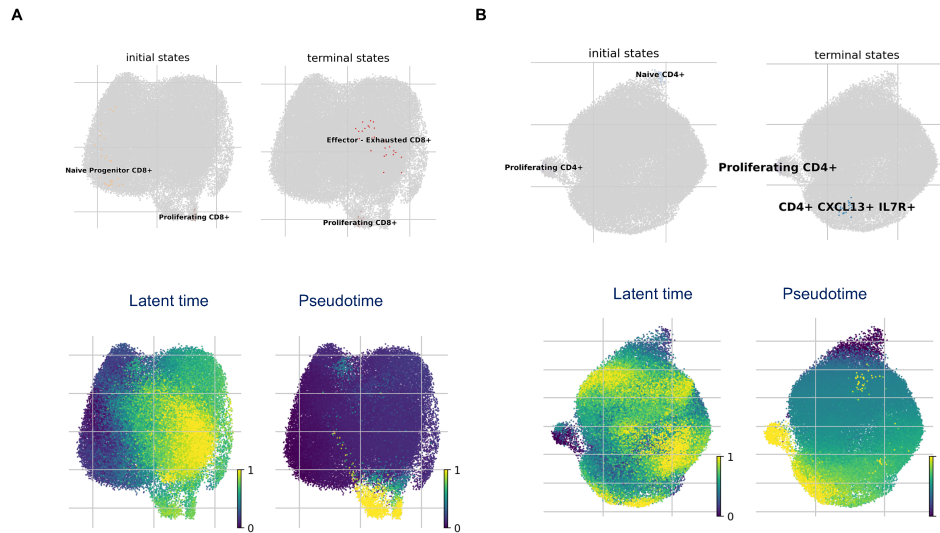 A
B
initial states
terminal states
Naive Progenitor CD8+
Proliferating CD8+
Effector - Exhausted CD8+
Proliferating CD8+
initial states
terminal states
Naive CD4+
Proliferating CD4+
Proliferating CD4+
CD4+ CXCL13+ IL7R+
Latent time
Pseudotime
1
0
1
0
Latent time
Pseudotime
1
0